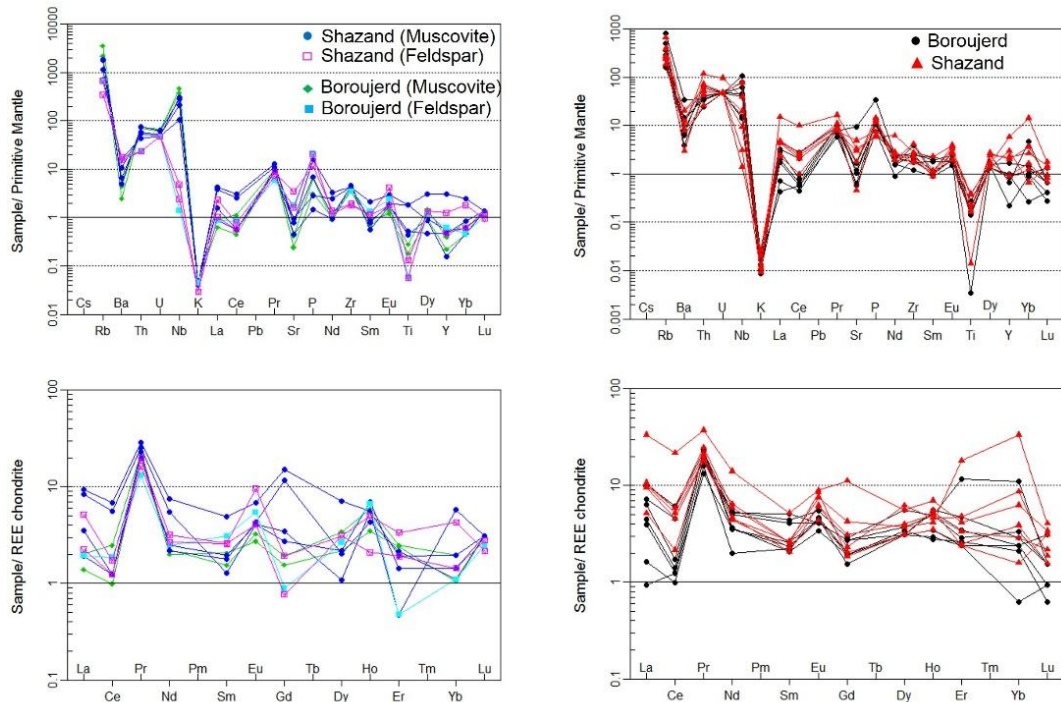 Sample/ Primitive Mantle
10000
1000
100
10
1
0.1
0.01
Shazand (Muscovite)
Shazand (Feldspar)
Boroujerd (Muscovite)
Boroujerd (Feldspar)
Cs Ba U K Ce Pb P Zr Eu Dy Yb
Rb Th Nb La Pr Sr Nd Sm Ti Y Lu
Sample/ Primitive Mantle
1000
100
10
1
0.1
0.01
0.001
Boroujerd
Shazand
Cs Ba U K Ce Pr P Zr Eu Dy Yb
Rb Th Nb La Pb Sr Nd Sm Ti Y Lu
Sample/ REE chondrite
100
10
1
0.1
La Pr Pm Eu Tb Ho Tm Lu
Ce Nd Sm Gd Dy Er Yb
Sample/ REE chondrite
100
10
1
0.1
La Pr Pm Eu Tb Ho Tm Lu
Ce Nd Sm Gd Dy Er Yb